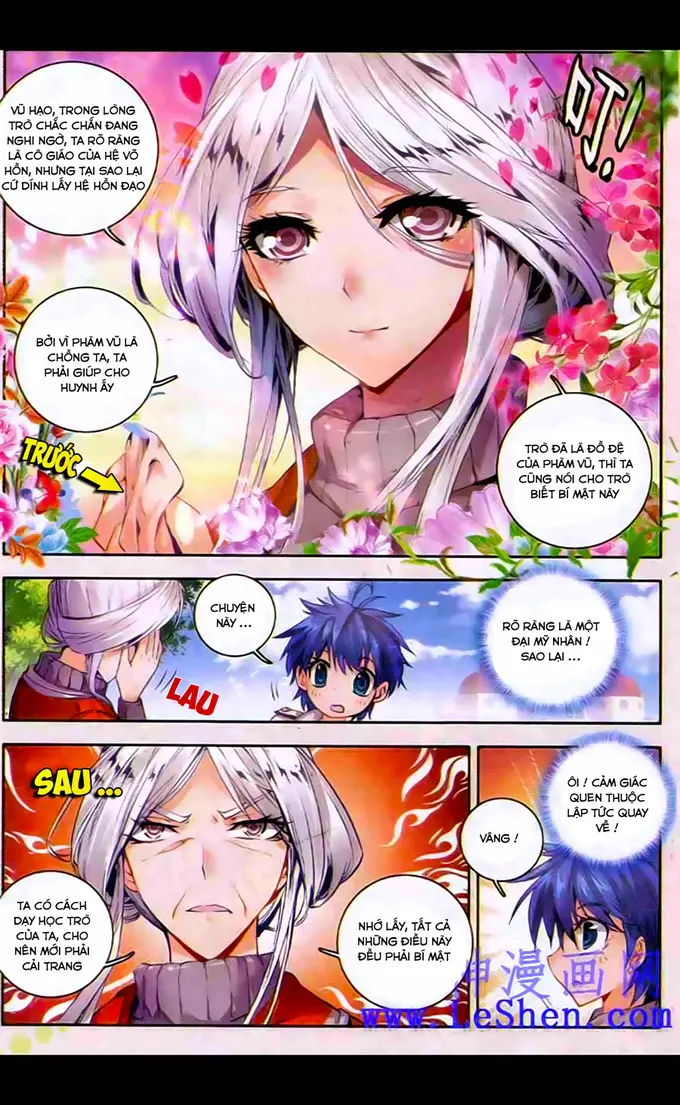 VŨ HẠO, TRONG LÒNG
TRÒ CHẮC CHẮN ĐANG
NGHI NGỜ, TA RÕ RÀNG
LÀ CÔ GIÁO CỦA HỆ VÕ
HỒN, NHƯNG TẠI SAO LẠI
CỨ DÍNH LẤY HỆ HỒN ĐẠO
叮!
BỞI VÌ PHÀM VŨ LÀ
CHỒNG TA, TA
PHẢI GIÚP CHO
HUYNH ẤY
TRƯỚC
TRÒ ĐÃ LÀ ĐỒ ĐỆ
CỦA PHÀM VŨ, THÌ TA
CŨNG NÓI CHO TRÒ
BIẾT BÍ MẬT NÀY
CHUYỆN
NÀY ...
LAU
RÕ RÀNG LÀ MỘT
ĐẠI MỸ NHÂN !
SAO LẠI ...
SAU ...
TA CÓ CÁCH
DẠY HỌC TRÒ
CỦA TA, CHO
NÊN MỚI PHẢI
CẢI TRANG
NHỚ LẤY, TẤT CẢ
NHỮNG ĐIỀU NÀY
ĐỀU PHẢI BÍ MẬT
VÂNG !
ÔI ! CẢM GIÁC
QUEN THUỘC
LẬP TỨC QUAY
VỀ !
神漫画网
www.LeShen.com